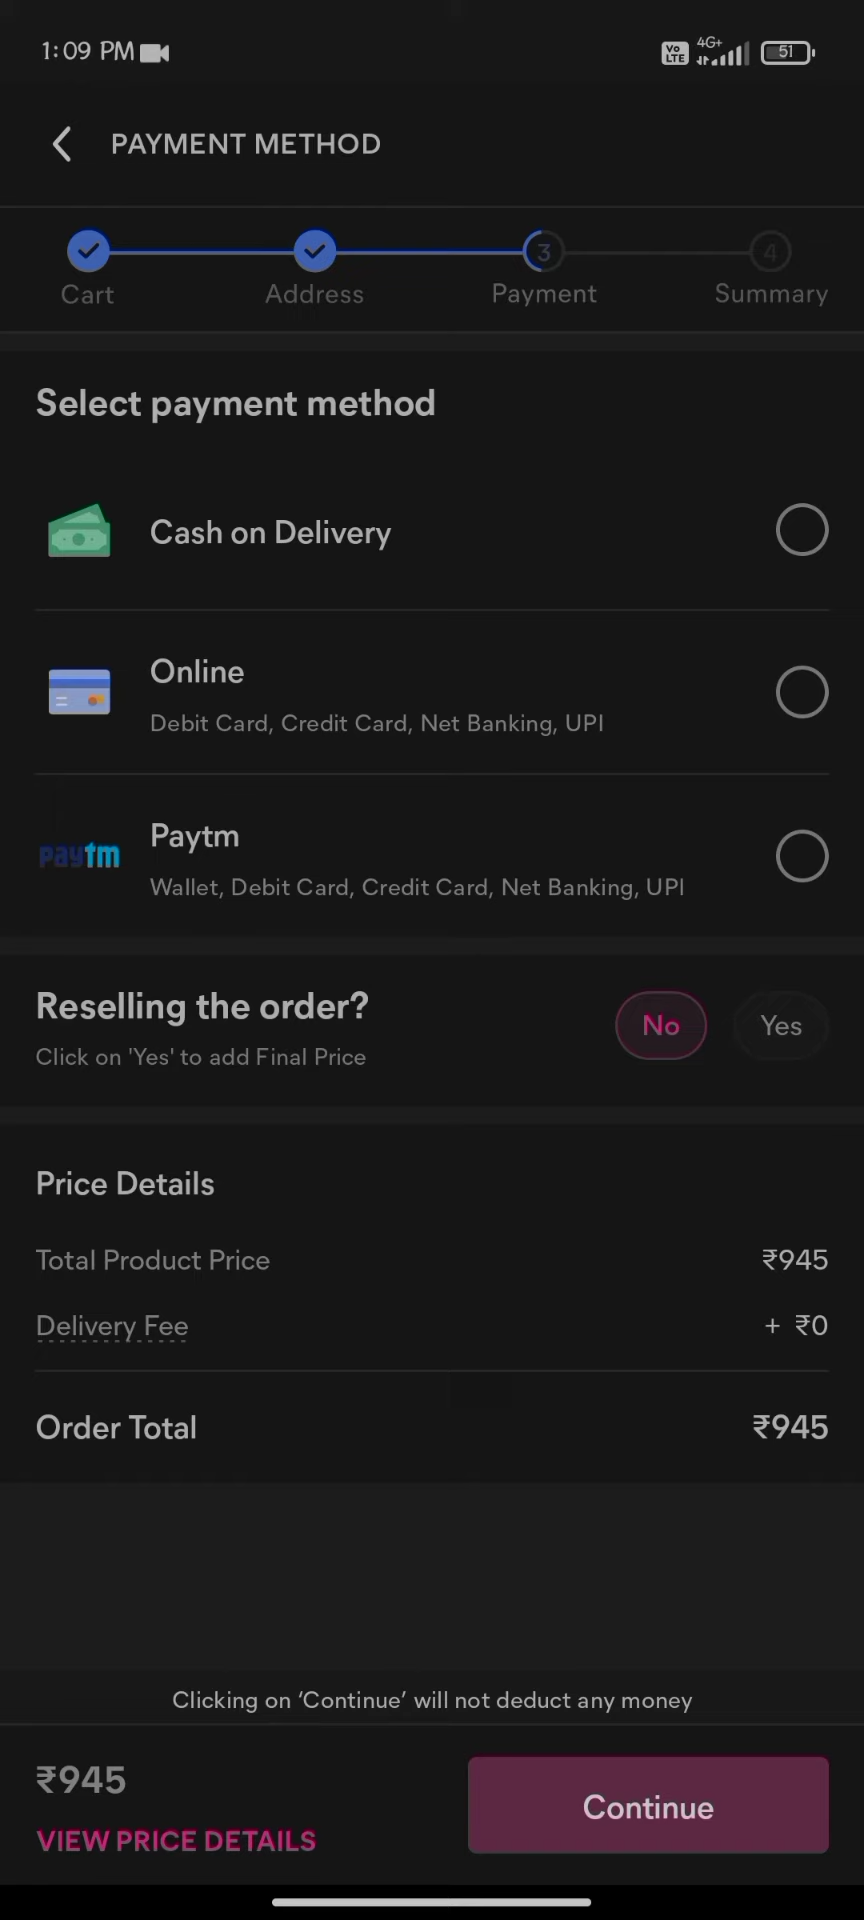 1:09 PM
Vo LTE 4G+ 51
PAYMENT METHOD
3 4
Cart Address Payment Summary
Select payment method
Cash on Delivery
Online
Debit Card, Credit Card, Net Banking, UPI
paytm
Paytm
Wallet, Debit Card, Credit Card, Net Banking, UPI
Reselling the order?
No Yes
Click on 'Yes' to add Final Price
Price Details
Total Product Price ₹945
Delivery Fee + ₹0
Order Total ₹945
Clicking on ‘Continue’ will not deduct any money
₹945
VIEW PRICE DETAILS
Continue